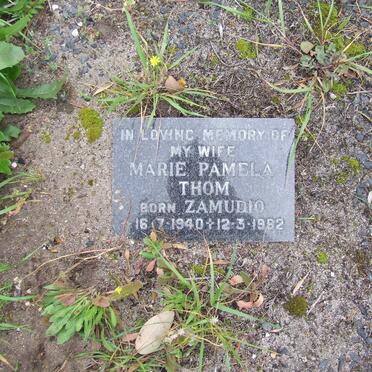 IN LOVING MEMORY OF
MY WIFE
MARIE PAMELA
THOM
BORN ZAMUDIO
16·7·1940 + 12·3·1982